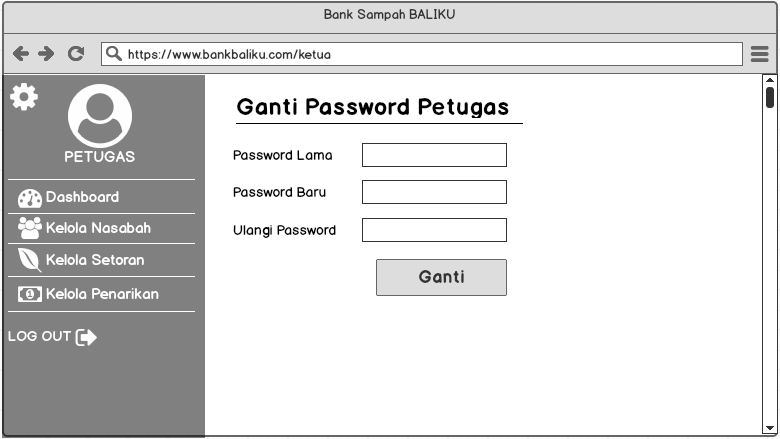 Bank Sampah BALIKU
https://www.bankbaliku.com/ketua
PETUGAS
Dashboard
Kelola Nasabah
Kelola Setoran
Kelola Penarikan
LOG OUT
Ganti Password Petugas
Password Lama
Password Baru
Ulangi Password
Ganti